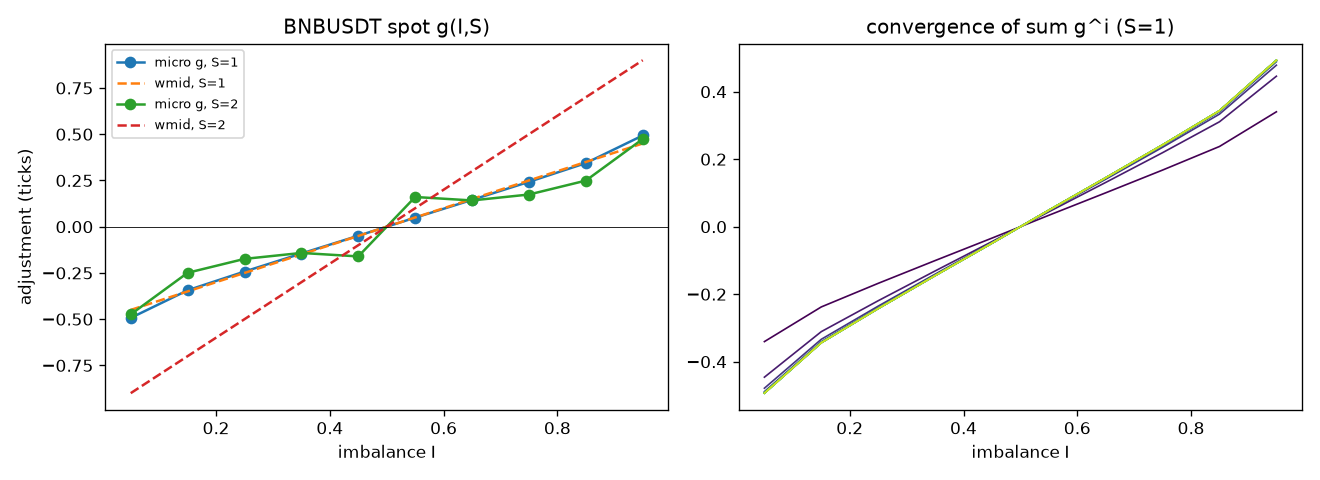 BNBUSDT spot g(I,S)
micro g, S=1
wmid, S=1
micro g, S=2
wmid, S=2
adjustment (ticks)
0.75
0.50
0.25
0.00
−0.25
−0.50
−0.75
0.2 0.4 0.6 0.8
imbalance I
convergence of sum g^i (S=1)
0.4
0.2
0.0
−0.2
−0.4
0.2 0.4 0.6 0.8
imbalance I